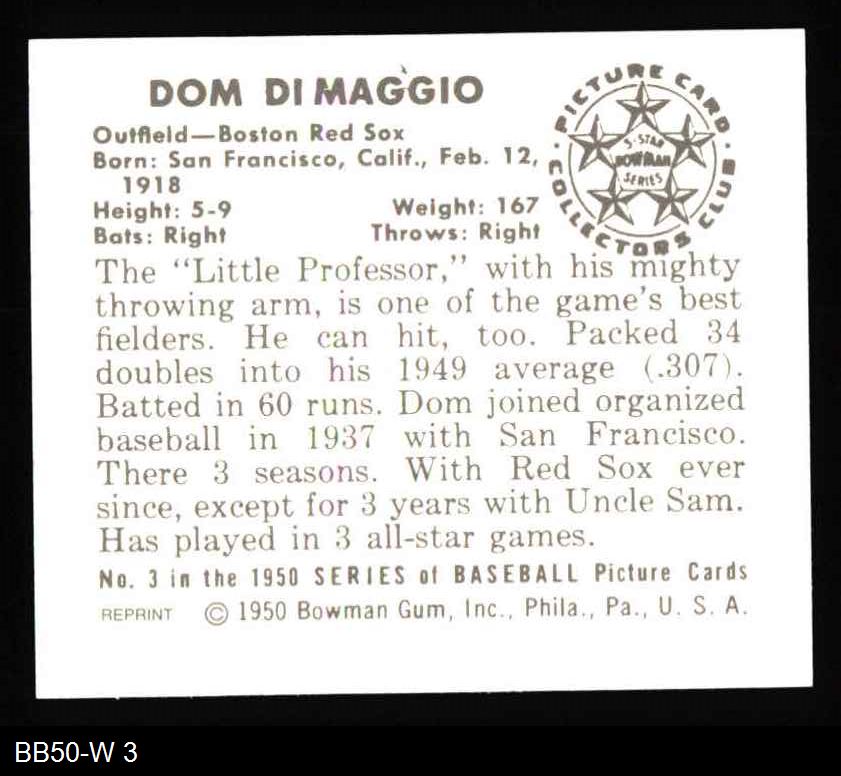 DOM DI MAGGIO
Outfield—Boston Red Sox
Born: San Francisco, Calif., Feb. 12,
1918
Height: 5-9 Weight: 167
Bats: Right Throws: Right
PICTURE CARD
COLLECTORS CLUB
5-STAR
BOWMAN
SERIES
The “Little Professor,” with his mighty
throwing arm, is one of the game's best
fielders. He can hit, too. Packed 34
doubles into his 1949 average (.307).
Batted in 60 runs. Dom joined organized
baseball in 1937 with San Francisco.
There 3 seasons. With Red Sox ever
since, except for 3 years with Uncle Sam.
Has played in 3 all-star games.
No. 3 in the 1950 SERIES of BASEBALL Picture Cards
REPRINT © 1950 Bowman Gum, Inc., Phila., Pa., U. S. A.
BB50-W 3